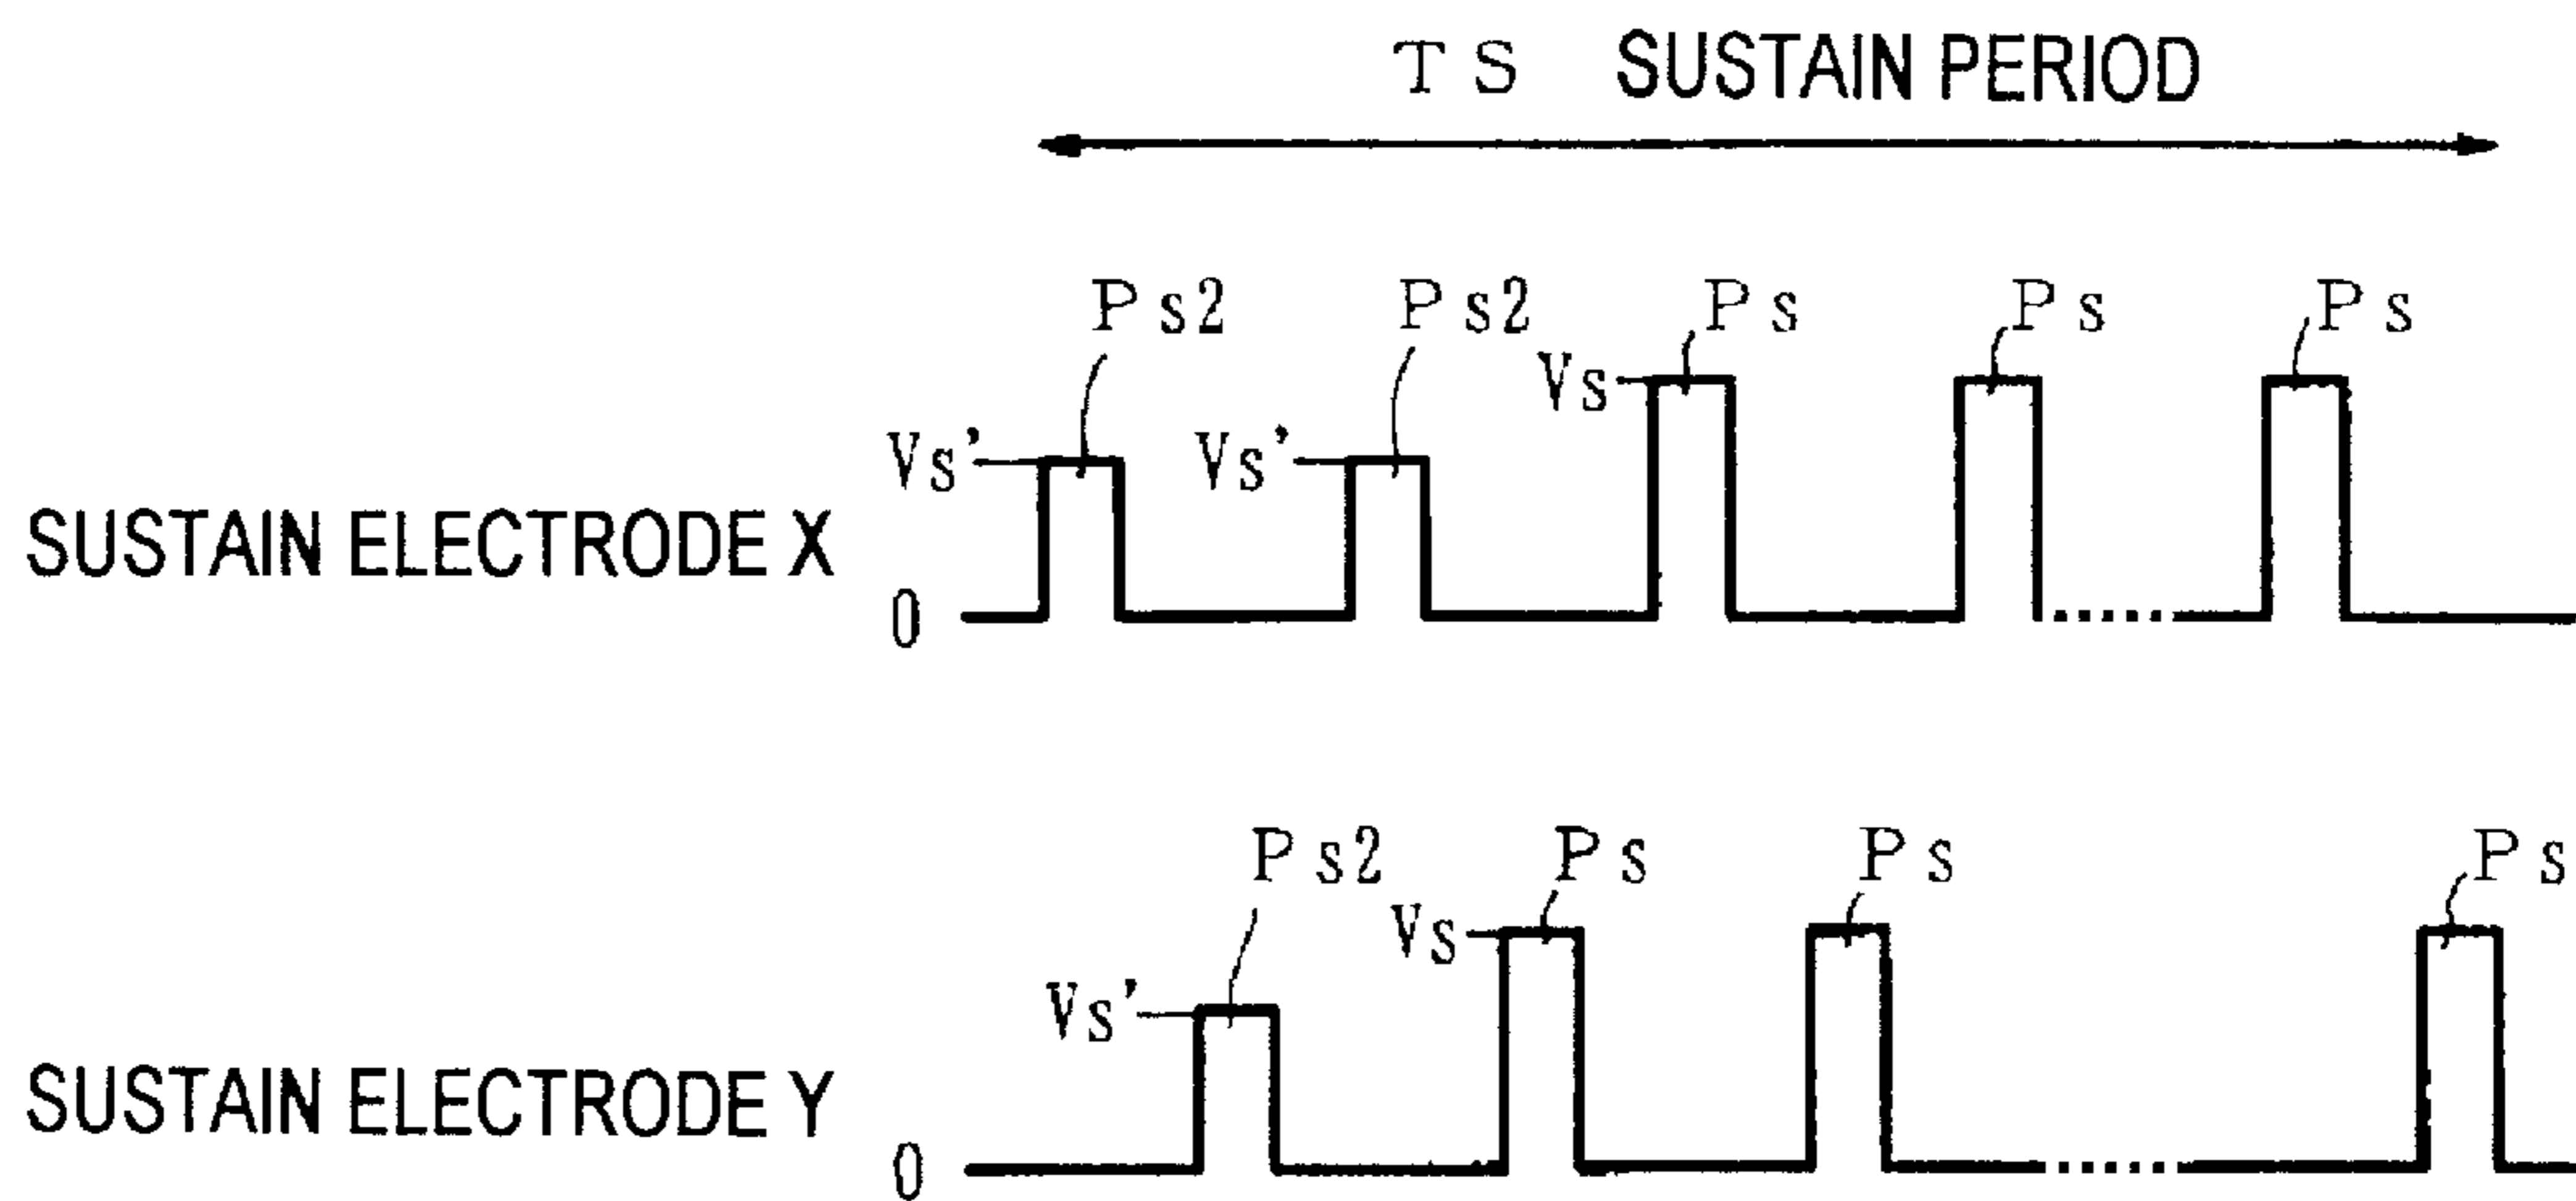 TS SUSTAIN PERIOD
Ps2 Ps2 Ps Ps Ps
Vs
Vs' Vs'
SUSTAIN ELECTRODE X
0
Ps2 Ps Ps Ps
Vs
Vs'
SUSTAIN ELECTRODE Y
0